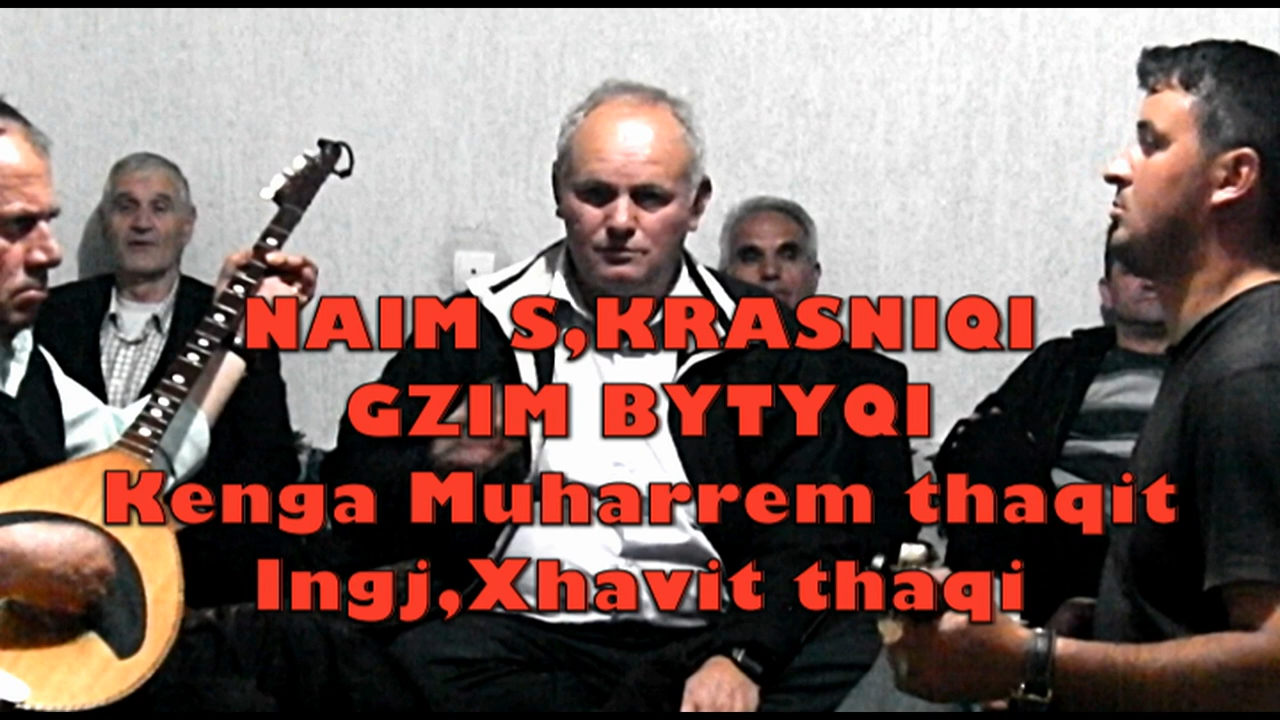 NAIM S,KRASNIQI
GZIM BYTYQI
Kenga Muharrem thaqit
Ingj,Xhavit thaqi